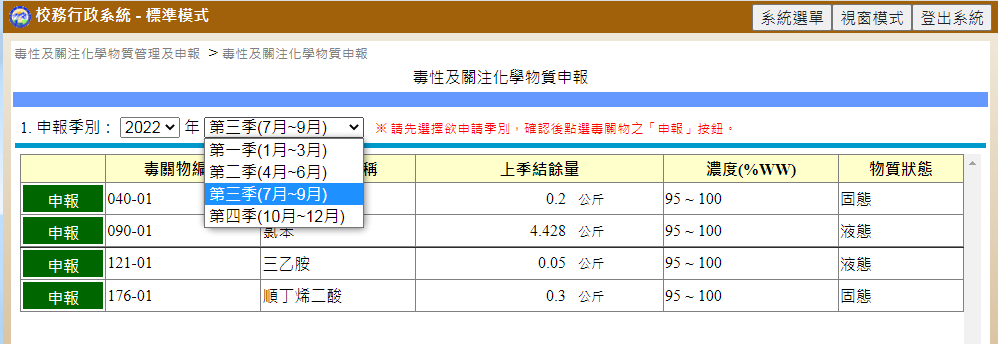 校務行政系統 - 標準模式
系統選單 視窗模式 登出系統
毒性及關注化學物質管理及申報 > 毒性及關注化學物質申報
毒性及關注化學物質申報
1. 申報季別： 2022 年 第三季(7月~9月) ※ 請先選擇欲申請季別，確認後點選毒關物之「申報」按鈕。
第一季(1月~3月)
第二季(4月~6月)
第三季(7月~9月)
第四季(10月~12月)
毒關物編 稱 上季結餘量 濃度(%WW) 物質狀態
申報 040-01 0.2 公斤 95 ~ 100 固態
申報 090-01 氯苯 4.428 公斤 95 ~ 100 液態
申報 121-01 三乙胺 0.05 公斤 95 ~ 100 液態
申報 176-01 順丁烯二酸 0.3 公斤 95 ~ 100 固態